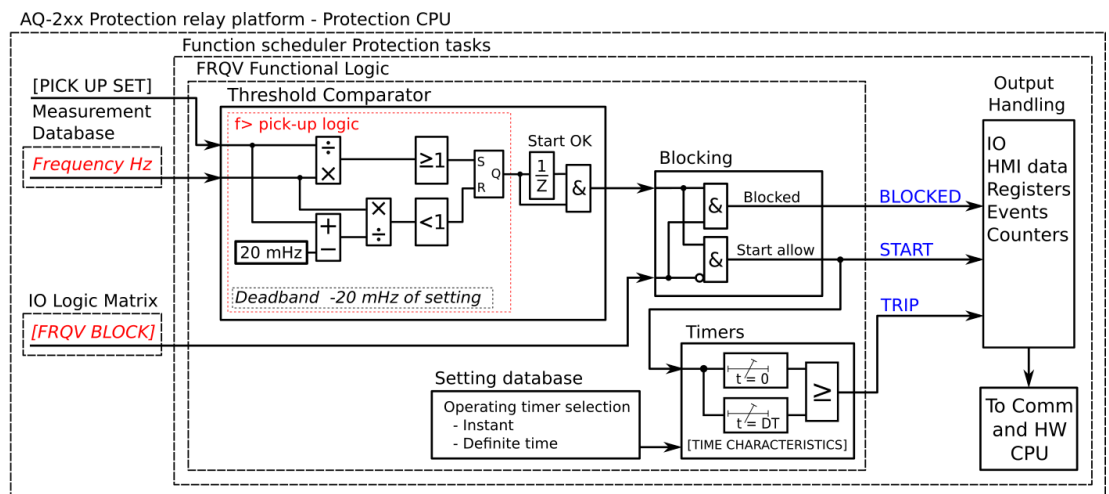 AQ-2xx Protection relay platform - Protection CPU
Function scheduler Protection tasks
FRQV Functional Logic
[PICK UP SET]
Threshold Comparator
Output
Handling
Measurement
Database
f> pick-up logic
Start OK
Frequency Hz
÷
×
≥1
S
R
Q
1
Z
&
Blocking
IO
HMI data
Registers
Events
Counters
&
Blocked
BLOCKED
×
÷
<1
+
−
20 mHz
&
Start allow
START
Deadband -20 mHz of setting
IO Logic Matrix
[FRQV BLOCK]
TRIP
Timers
t = 0
≥
t = DT
[TIME CHARACTERISTICS]
Setting database
Operating timer selection
- Instant
- Definite time
To Comm
and HW
CPU